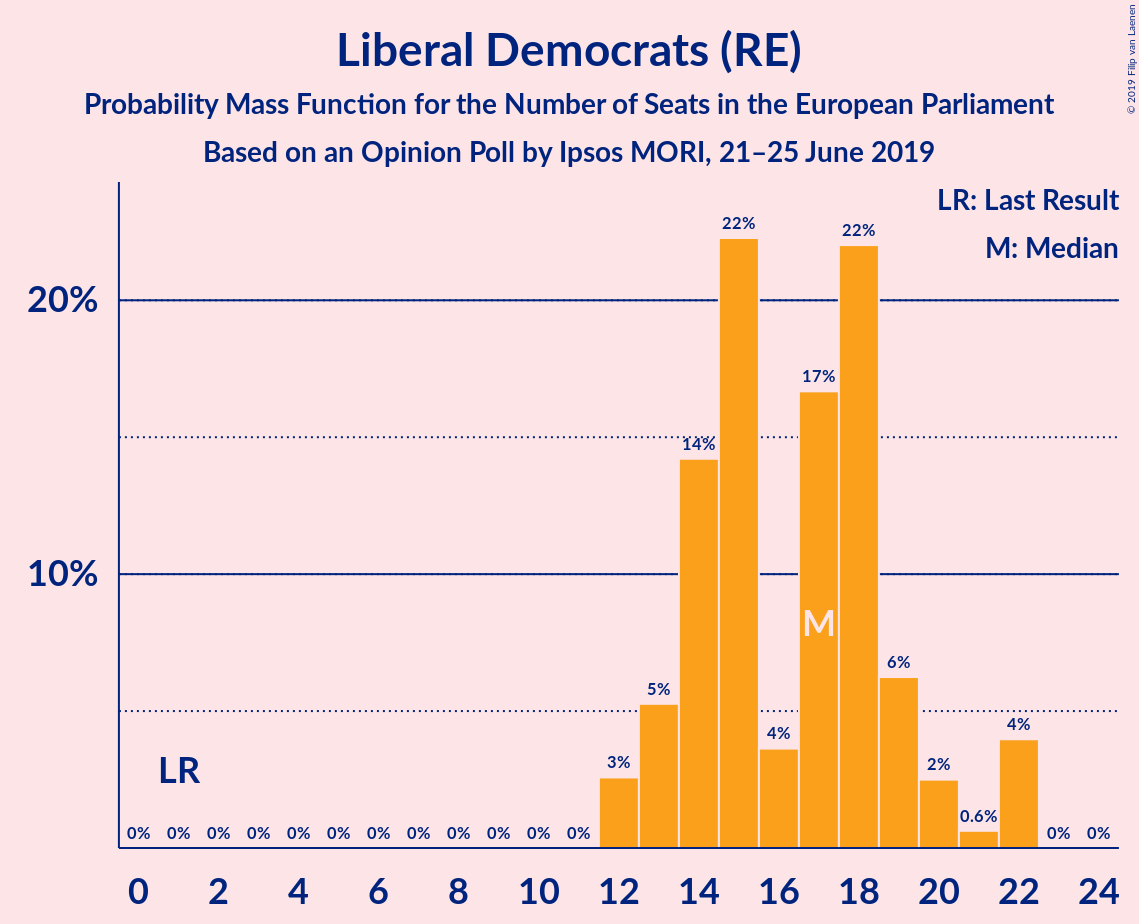 Liberal Democrats (RE)
Probability Mass Function for the Number of Seats in the European Parliament
Based on an Opinion Poll by Ipsos MORI, 21–25 June 2019
© 2019 Filip van Laenen
LR: Last Result
M: Median
20%
10%
22%
22%
17%
14%
M
6%
5%
4%
4%
3%
2%
0.6%
LR
0% 0% 0% 0% 0% 0% 0% 0% 0% 0% 0% 0% 0% 0%
0 2 4 6 8 10 12 14 16 18 20 22 24